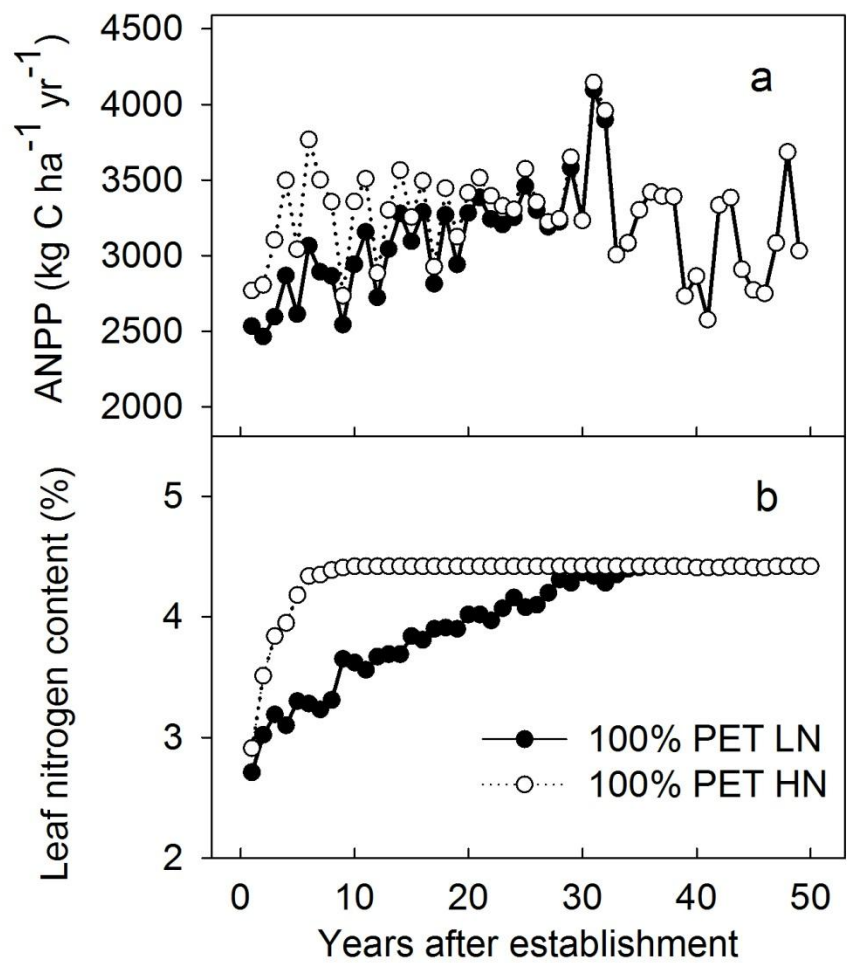 ANPP (kg C ha⁻¹ yr⁻¹)
4500
4000
3500
3000
2500
2000
a
Leaf nitrogen content (%)
5
4
3
2
b
100% PET LN
100% PET HN
0 10 20 30 40 50
Years after establishment